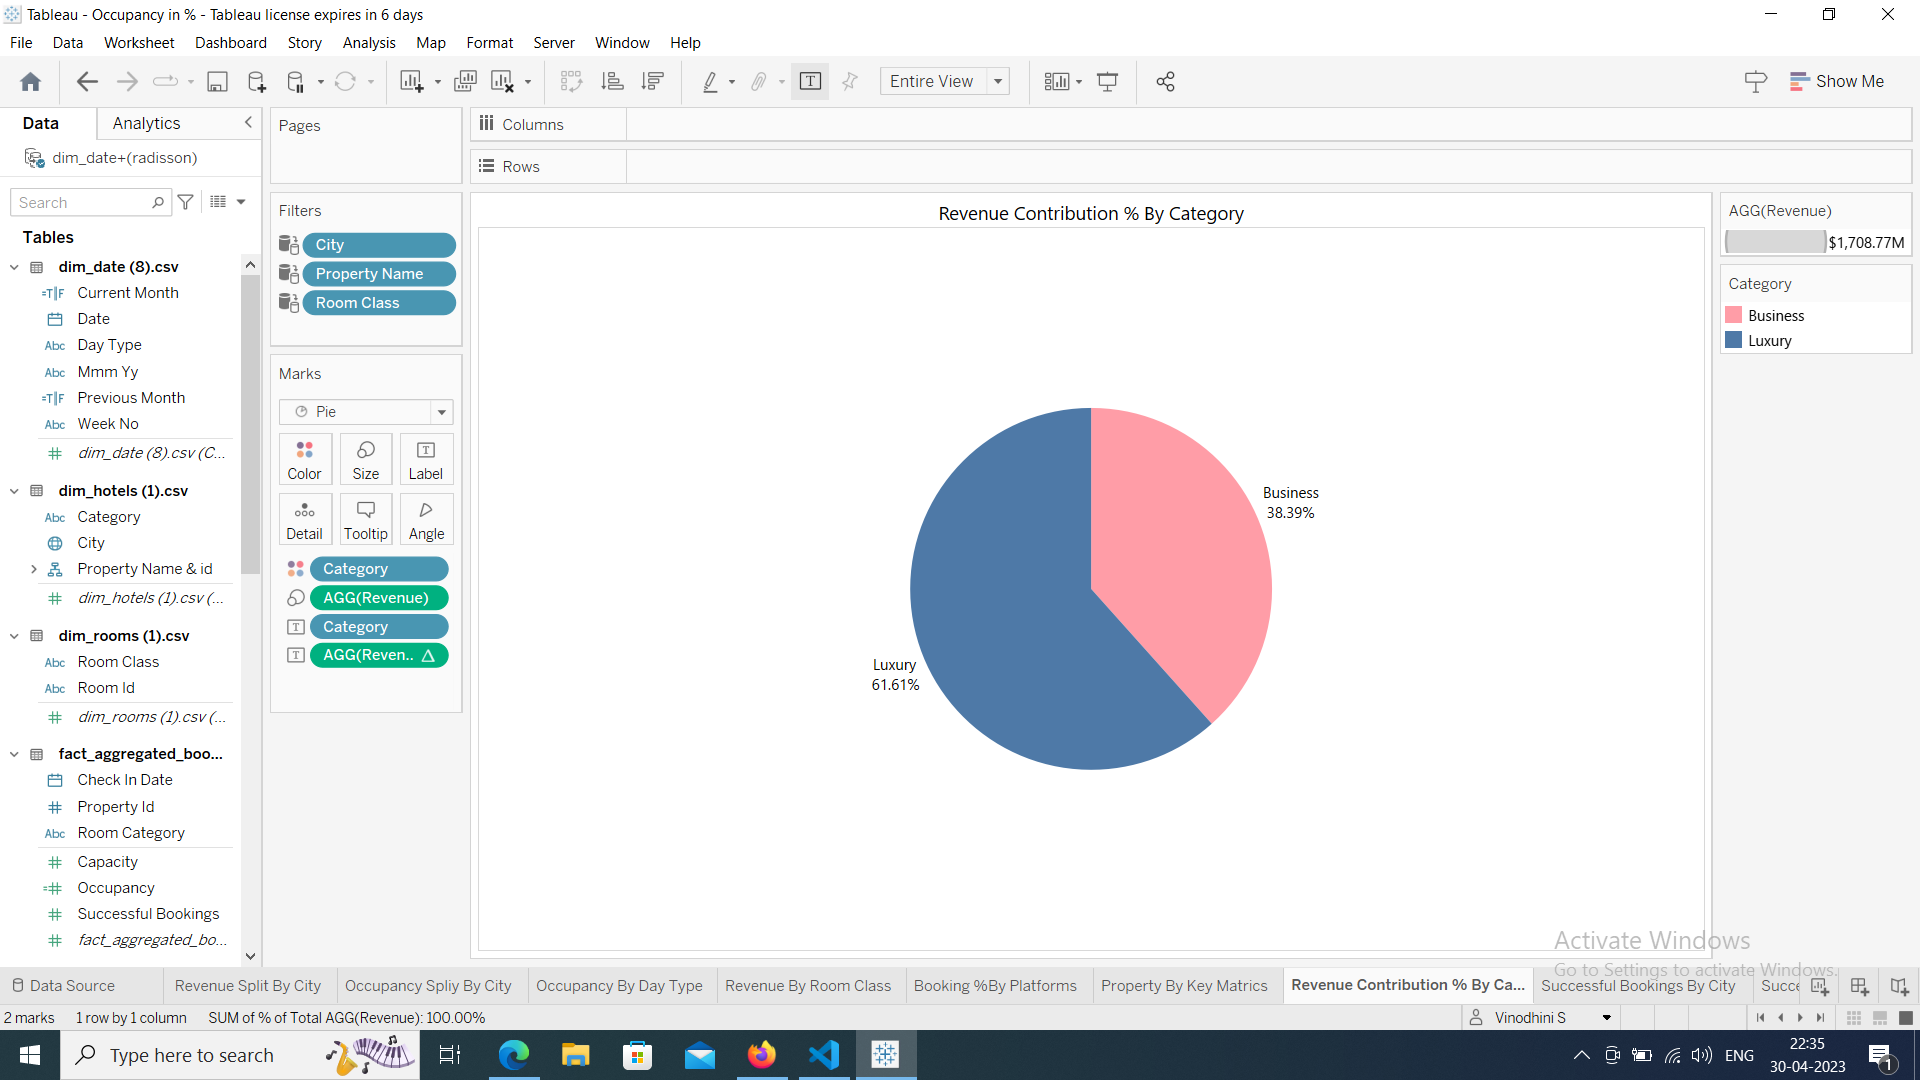 Tableau - Occupancy in % - Tableau license expires in 6 days
File Data Worksheet Dashboard Story Analysis Map Format Server Window Help
Entire View
Show Me
Data Analytics
dim_date+(radisson)
Search
Tables
dim_date (8).csv
=T|F Current Month
Date
Abc Day Type
Abc Mmm Yy
=T|F Previous Month
Abc Week No
dim_date (8).csv (C...
dim_hotels (1).csv
Abc Category
City
Property Name & id
dim_hotels (1).csv (...
dim_rooms (1).csv
Abc Room Class
Abc Room Id
dim_rooms (1).csv (...
fact_aggregated_boo...
Check In Date
Property Id
Abc Room Category
Capacity
Occupancy
Successful Bookings
fact_aggregated_bo...
Pages
Filters
City
Property Name
Room Class
Marks
Pie
Color Size Label
Detail Tooltip Angle
Category
AGG(Revenue)
Category
AGG(Reven..
Columns
Rows
Revenue Contribution % By Category
Business
38.39%
Luxury
61.61%
AGG(Revenue)
$1,708.77M
Category
Business
Luxury
Activate Windows
Go to Settings to activate Windows.
Data Source Revenue Split By City Occupancy Spliy By City Occupancy By Day Type Revenue By Room Class Booking %By Platforms Property By Key Matrics Revenue Contribution % By Ca... Successful Bookings By City Succe
2 marks 1 row by 1 column SUM of % of Total AGG(Revenue): 100.00%
Vinodhini S
Type here to search
ENG
22:35
30-04-2023
1